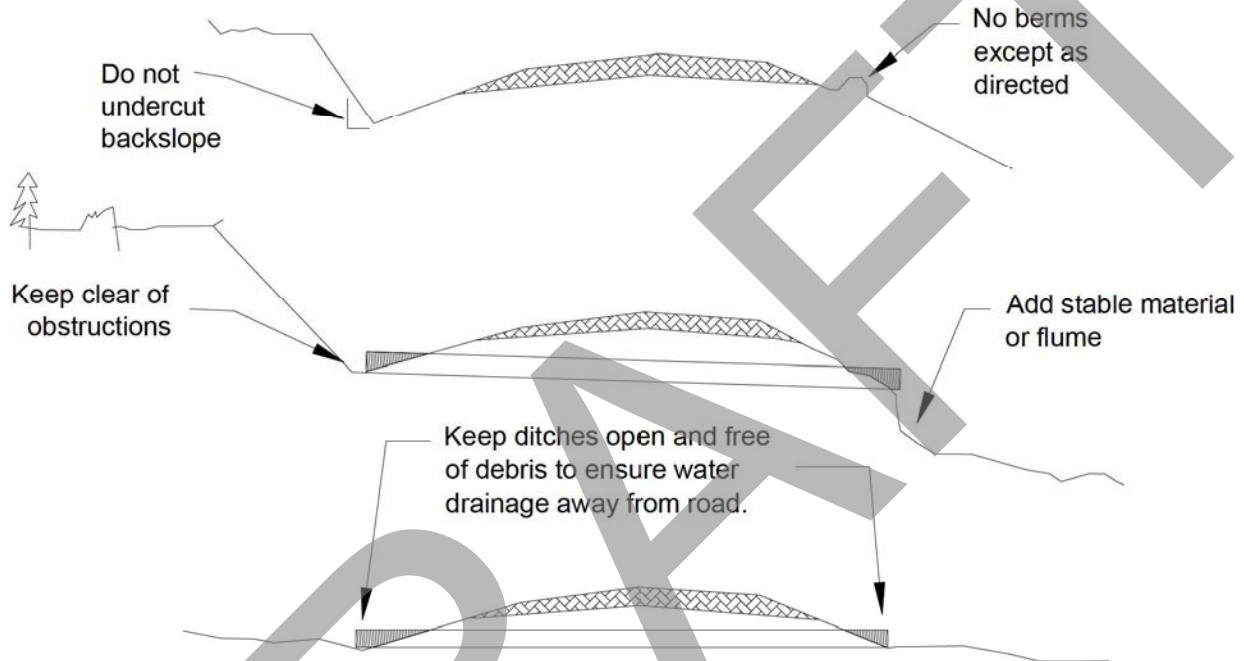 No berms
except as
directed
Do not
undercut
backslope
Keep clear of
obstructions
Add stable material
or flume
Keep ditches open and free
of debris to ensure water
drainage away from road.
DRAFT